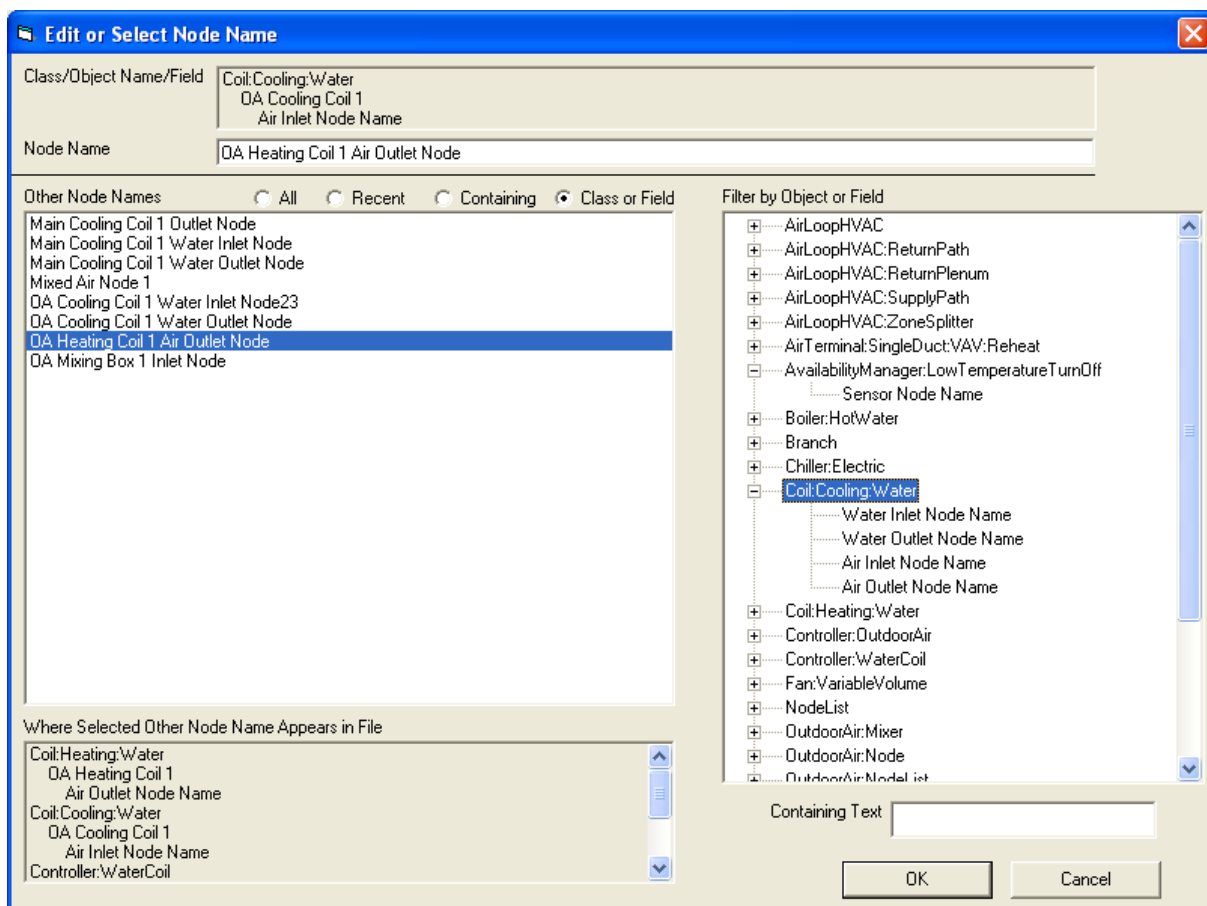 Edit or Select Node Name
Class/Object Name/Field
Coil:Cooling:Water
OA Cooling Coil 1
Air Inlet Node Name
Node Name
OA Heating Coil 1 Air Outlet Node
Other Node Names
All
Recent
Containing
Class or Field
Main Cooling Coil 1 Outlet Node
Main Cooling Coil 1 Water Inlet Node
Main Cooling Coil 1 Water Outlet Node
Mixed Air Node 1
OA Cooling Coil 1 Water Inlet Node23
OA Cooling Coil 1 Water Outlet Node
OA Heating Coil 1 Air Outlet Node
OA Mixing Box 1 Inlet Node
Where Selected Other Node Name Appears in File
Coil:Heating:Water
OA Heating Coil 1
Air Outlet Node Name
Coil:Cooling:Water
OA Cooling Coil 1
Air Inlet Node Name
Controller:WaterCoil
Filter by Object or Field
AirLoopHVAC
AirLoopHVAC:ReturnPath
AirLoopHVAC:ReturnPlenum
AirLoopHVAC:SupplyPath
AirLoopHVAC:ZoneSplitter
AirTerminal:SingleDuct:VAV:Reheat
AvailabilityManager:LowTemperatureTurnOff
Sensor Node Name
Boiler:HotWater
Branch
Chiller:Electric
Coil:Cooling:Water
Water Inlet Node Name
Water Outlet Node Name
Air Inlet Node Name
Air Outlet Node Name
Coil:Heating:Water
Controller:OutdoorAir
Controller:WaterCoil
Fan:VariableVolume
NodeList
OutdoorAir:Mixer
OutdoorAir:Node
OutdoorAir:NodeList
Containing Text
OK
Cancel